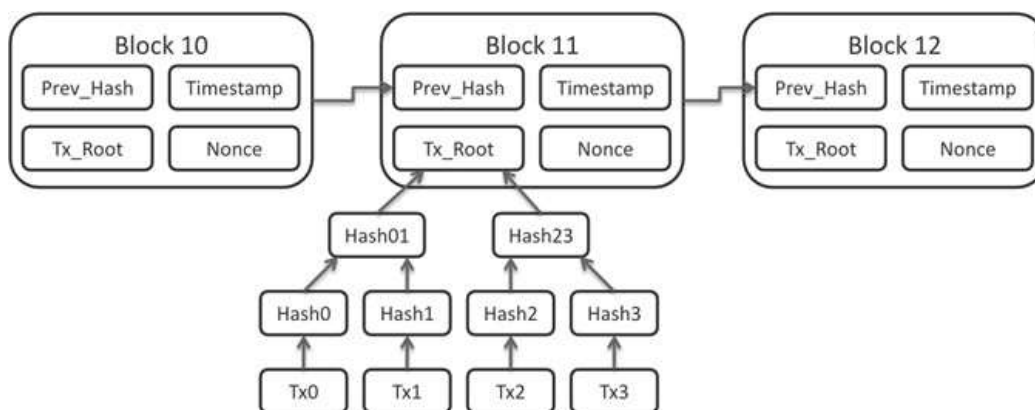 Block 10
Block 11
Block 12
Prev_Hash Timestamp
Prev_Hash Timestamp
Prev_Hash Timestamp
Tx_Root Nonce
Tx_Root Nonce
Tx_Root Nonce
Hash01 Hash23
Hash0 Hash1 Hash2 Hash3
Tx0 Tx1 Tx2 Tx3